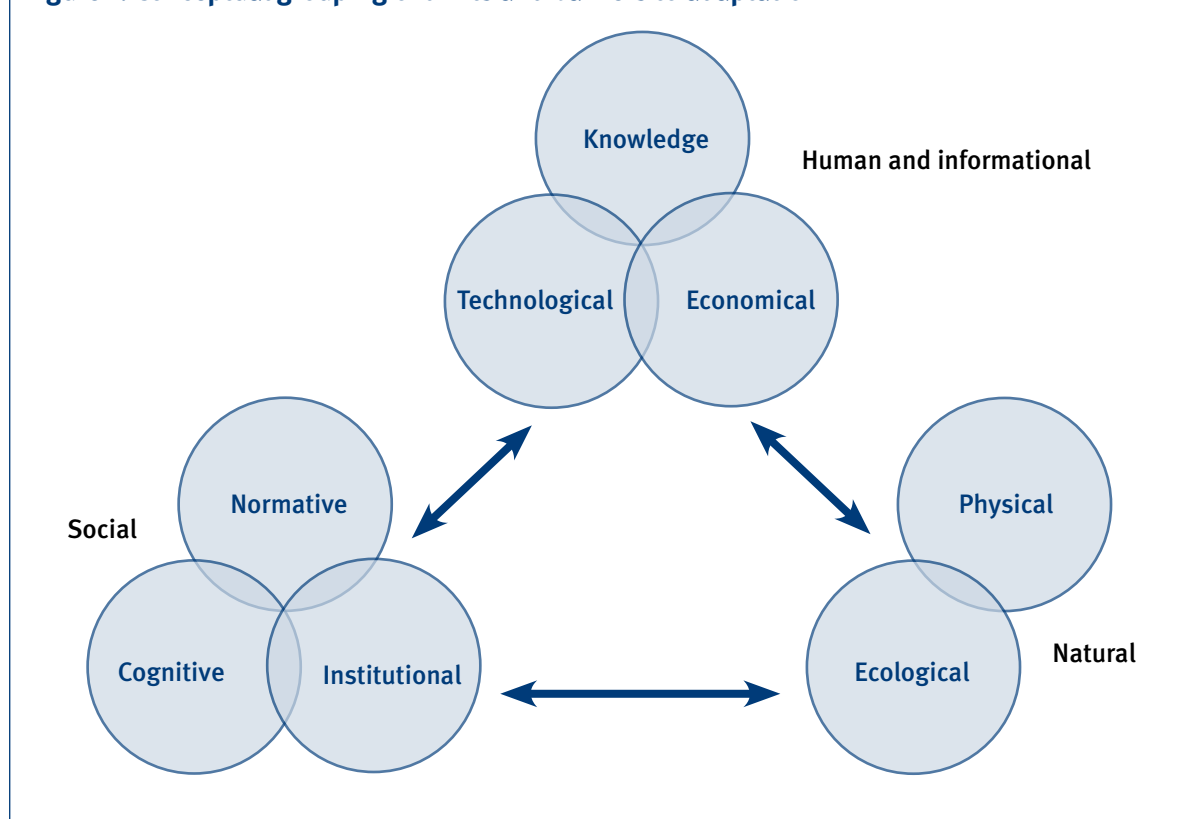 Knowledge
Human and informational
Technological
Economical
Normative
Social
Cognitive
Institutional
Physical
Ecological
Natural